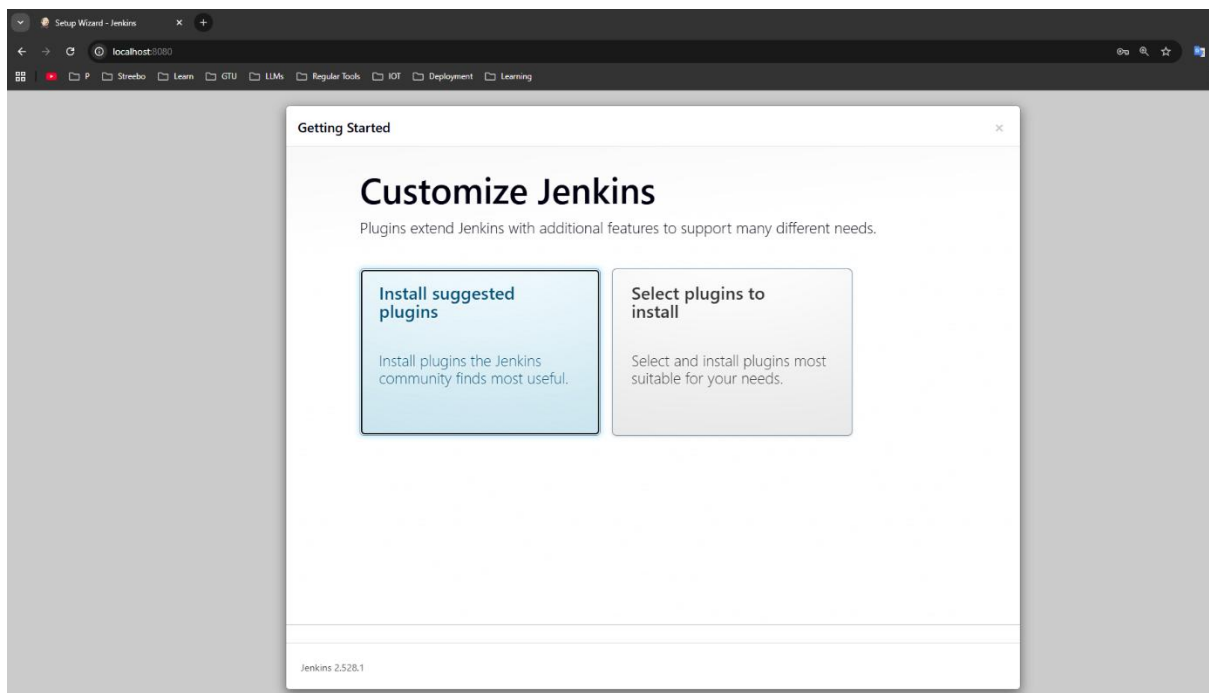 Setup Wizard - Jenkins
localhost:8080
P Streebo Learn GTU LLMs Regular Tools IOT Deployment Learning
Getting Started
Customize Jenkins
Plugins extend Jenkins with additional features to support many different needs.
Install suggested
plugins
Install plugins the Jenkins
community finds most useful.
Select plugins to
install
Select and install plugins most
suitable for your needs.
Jenkins 2.528.1